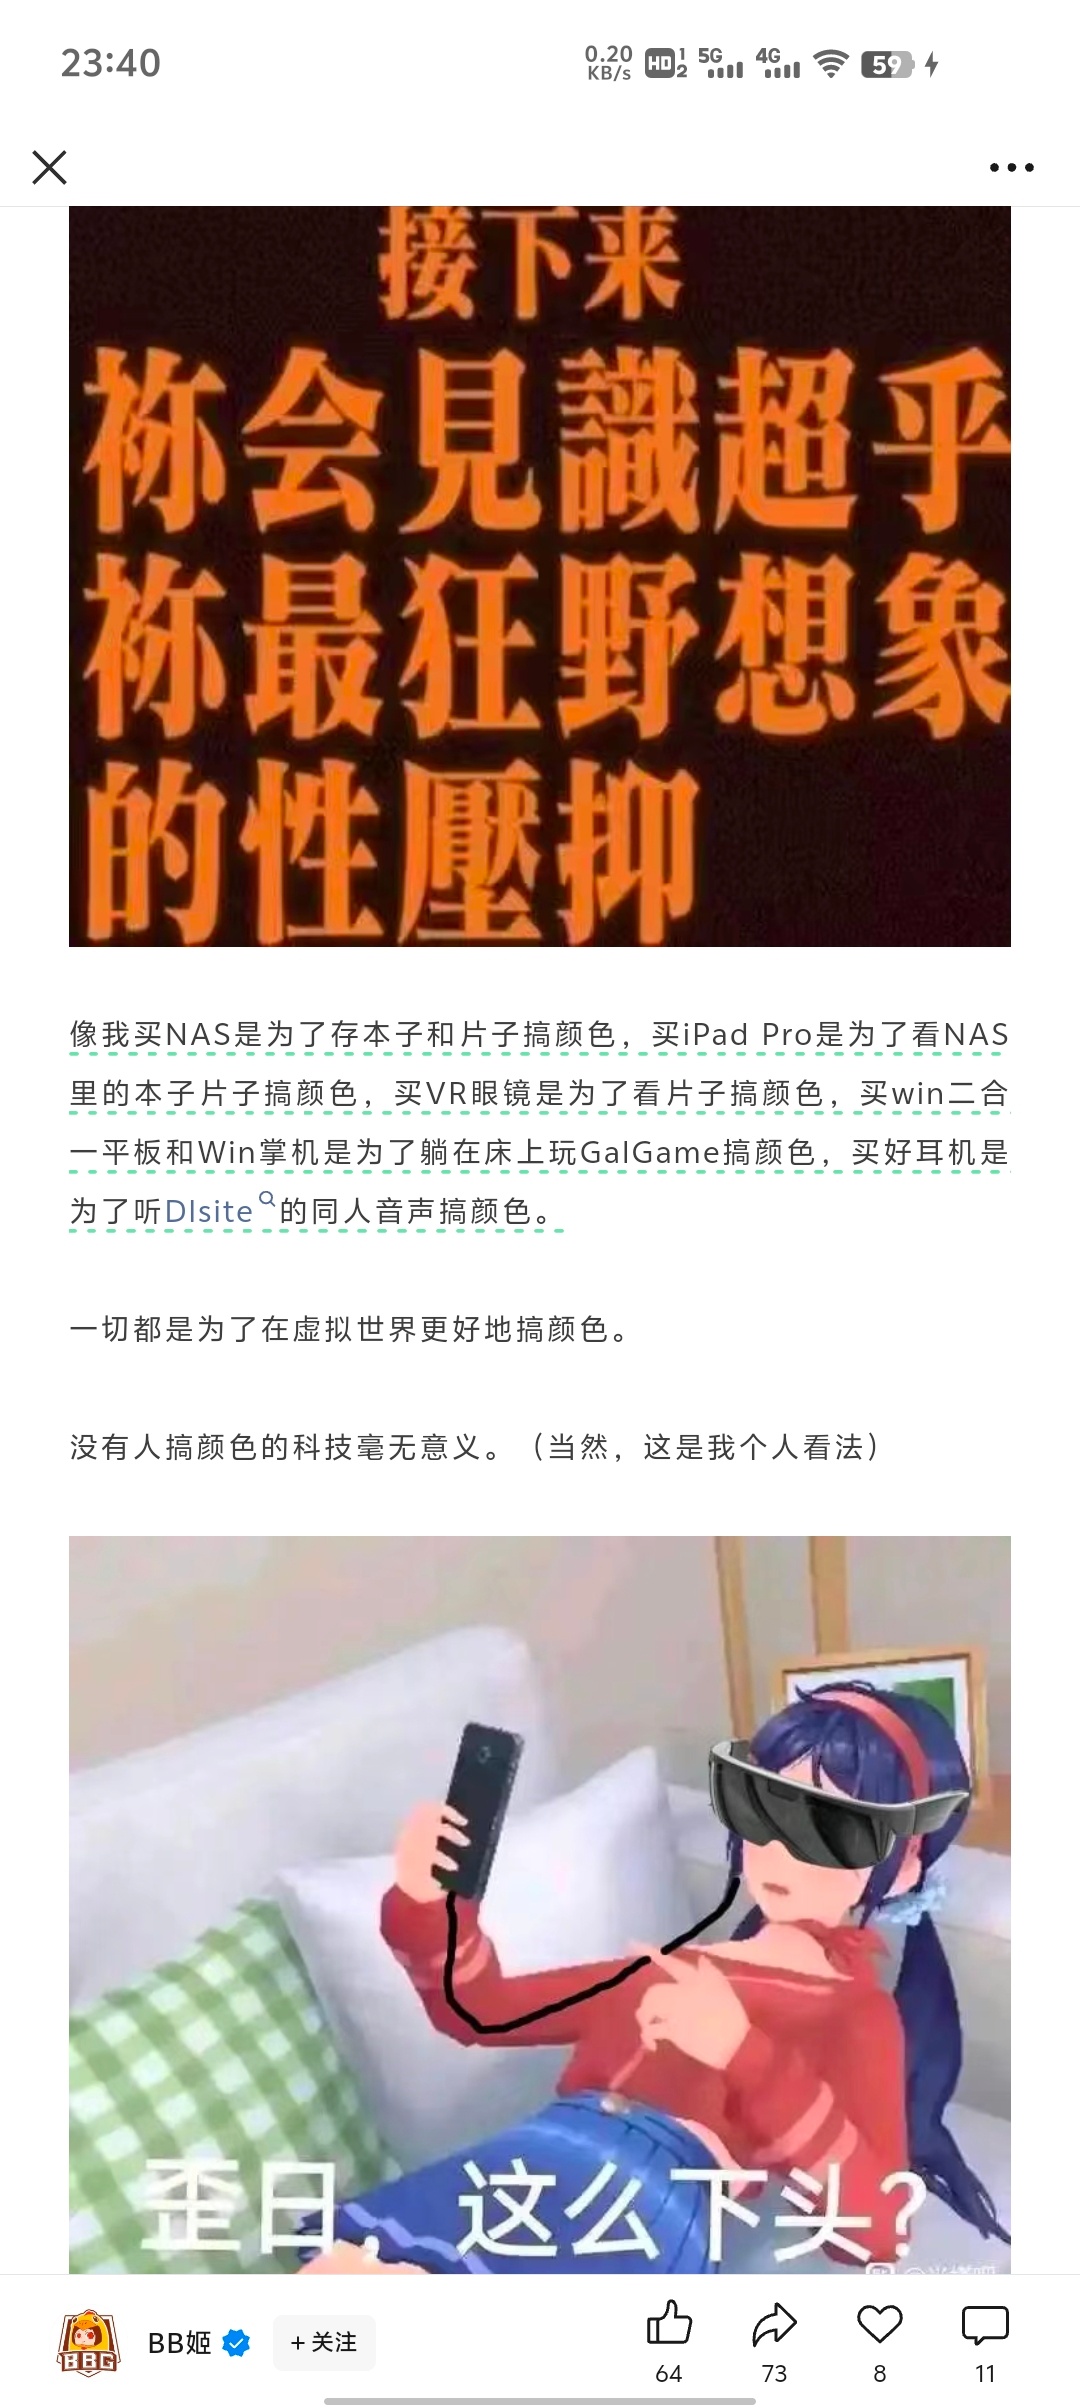 23:40
0.20 KB/s HD 1 2 5G 4G 59
接下来
祢会見識超乎
祢最狂野想象
的性壓抑
像我买NAS是为了存本子和片子搞颜色，买iPad Pro是为了看NAS
里的本子片子搞颜色，买VR眼镜是为了看片子搞颜色，买win二合
一平板和Win掌机是为了躺在床上玩GalGame搞颜色，买好耳机是
为了听Dlsite的同人音声搞颜色。
一切都是为了在虚拟世界更好地搞颜色。
没有人搞颜色的科技毫无意义。（当然，这是我个人看法）
歪日，这么下头？
BBG
BB姬
+ 关注
64
73
8
11